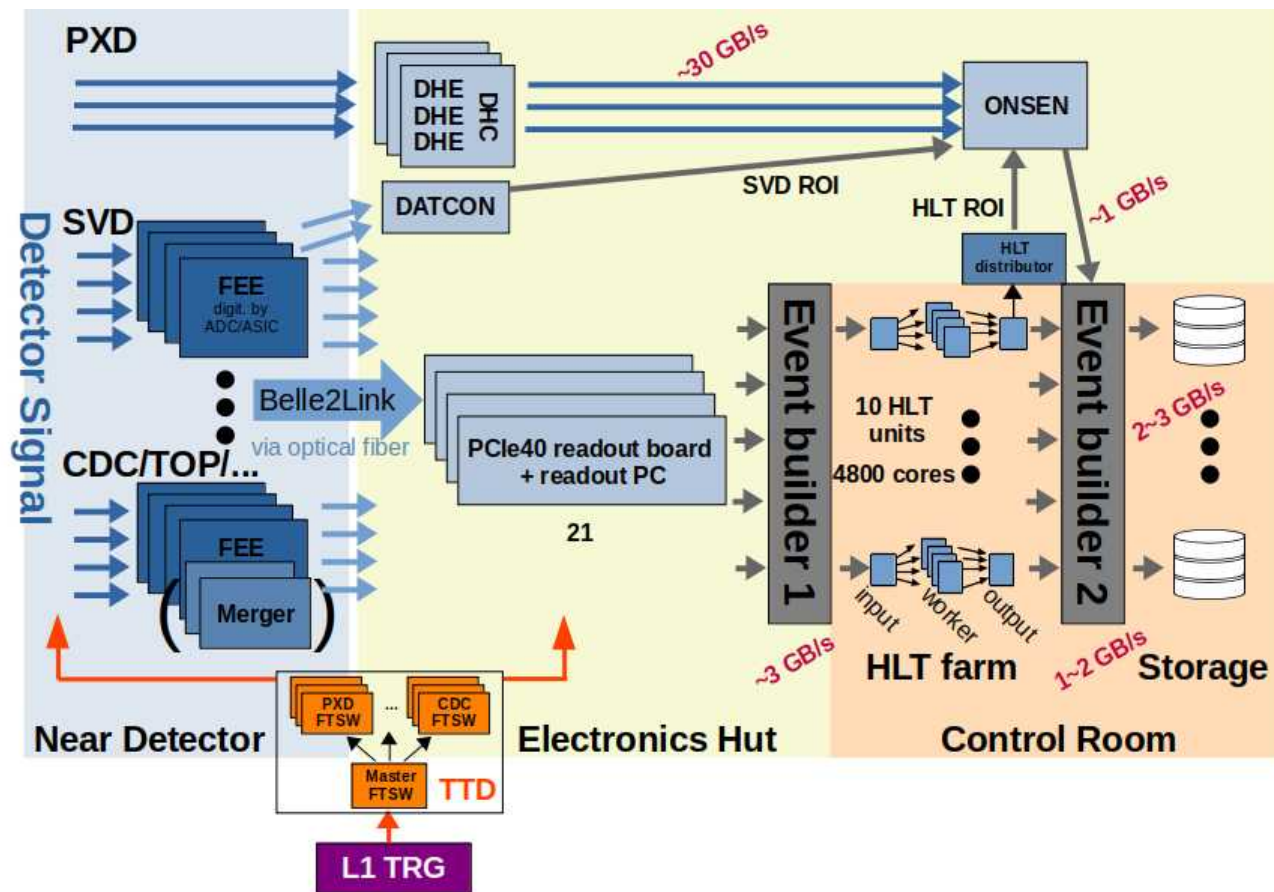 PXD
DHE
DHE
DHE
DHC
~30 GB/s
ONSEN
DATCON
SVD ROI
HLT ROI
~1 GB/s
Detector Signal
SVD
FEE
digit. by
ADC/ASIC
HLT
distributor
Belle2Link
via optical fiber
PCIe40 readout board
+ readout PC
21
Event builder 1
10 HLT
units
4800 cores
Event builder 2
2~3 GB/s
CDC/TOP/...
FEE
(Merger)
input
worker
output
~3 GB/s
HLT farm
1~2 GB/s
Storage
Near Detector
Electronics Hut
Control Room
PXD
FTSW
...
CDC
FTSW
Master
FTSW
TTD
L1 TRG